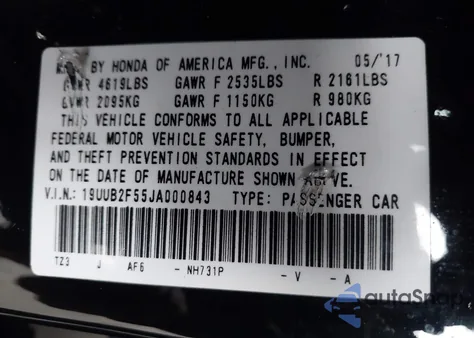 BY HONDA OF AMERICA MFG., INC. 05/'17
GVWR 4619LBS GAWR F 2535LBS R 2161LBS
GVWR 2095KG GAWR F 1150KG R 980KG
THIS VEHICLE CONFORMS TO ALL APPLICABLE
FEDERAL MOTOR VEHICLE SAFETY, BUMPER,
AND THEFT PREVENTION STANDARDS IN EFFECT
ON THE DATE OF MANUFACTURE SHOWN ABOVE.
V.I.N.: 19UUB2F55JA000843 TYPE: PASSENGER CAR
TZ3 J AF6 - NH731P - V - A
autoSnap